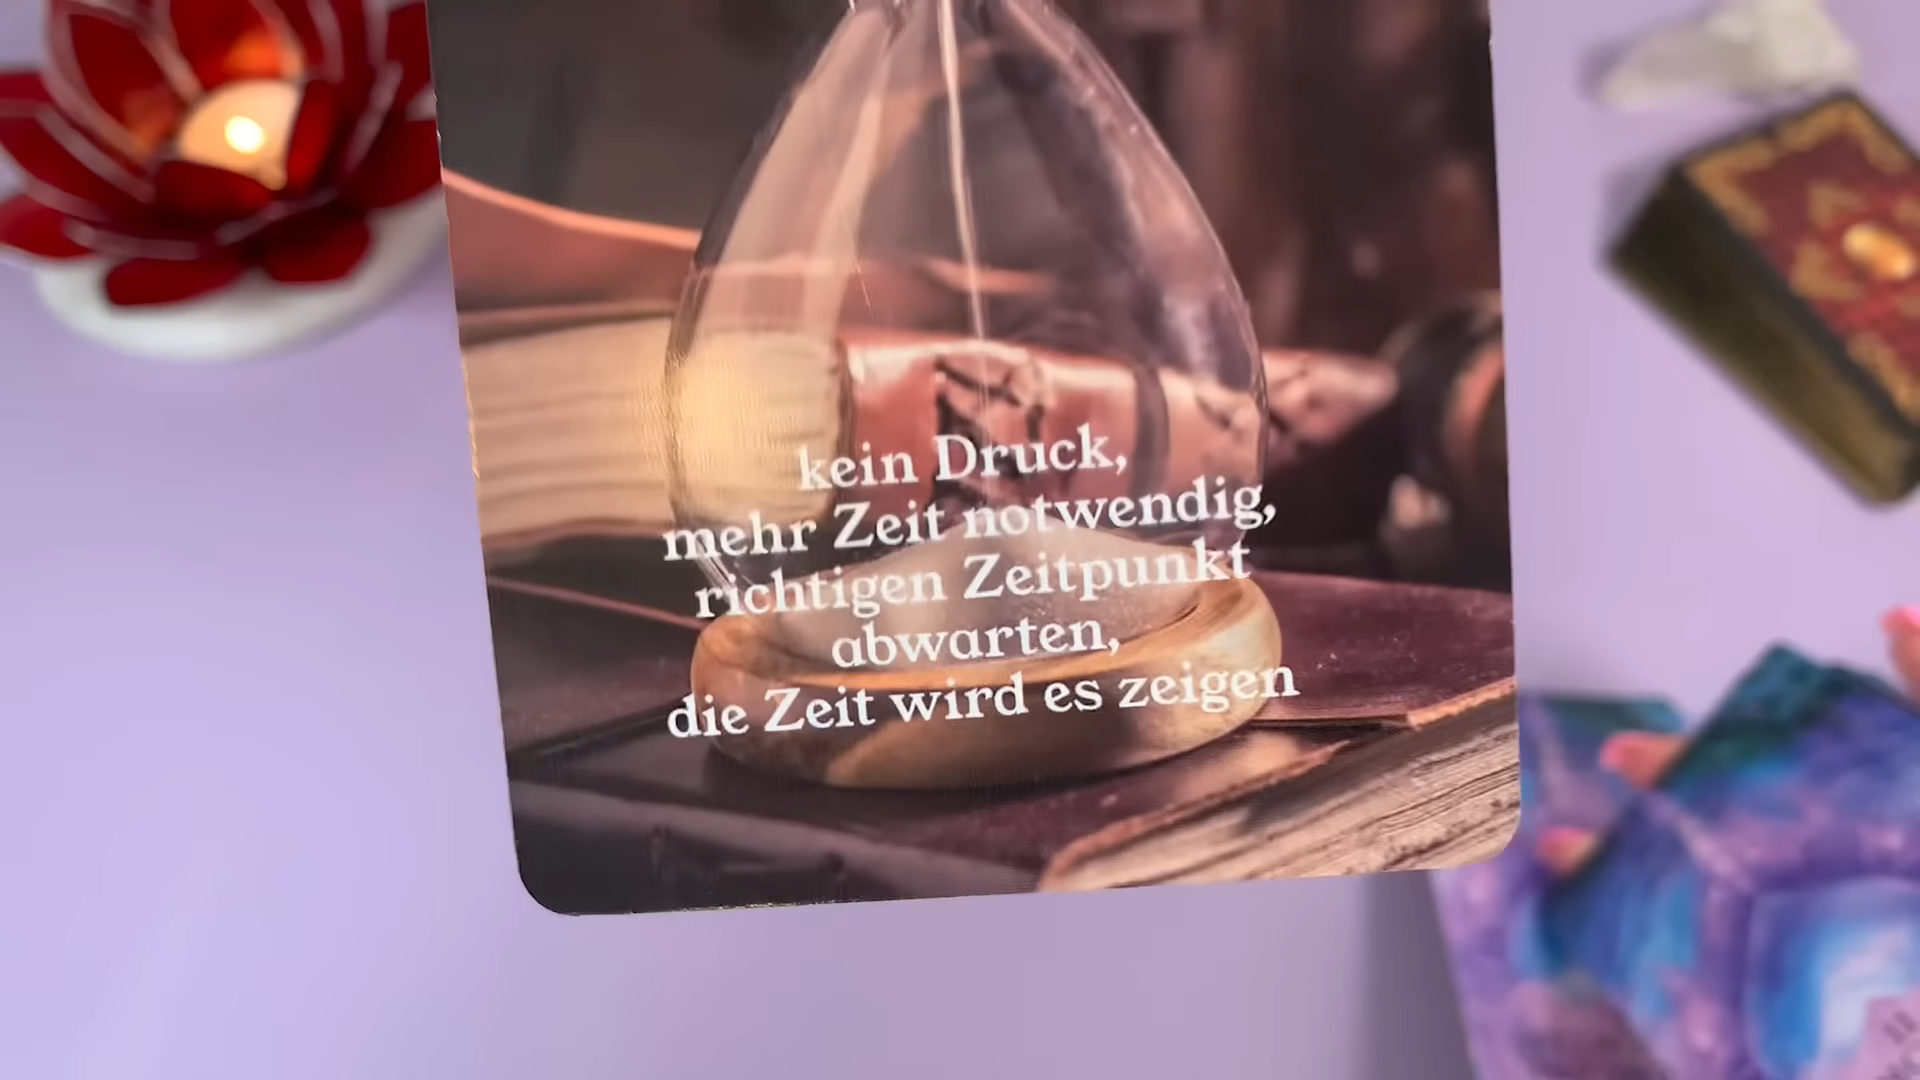 kein Druck,
mehr Zeit notwendig,
richtigen Zeitpunkt
abwarten,
die Zeit wird es zeigen